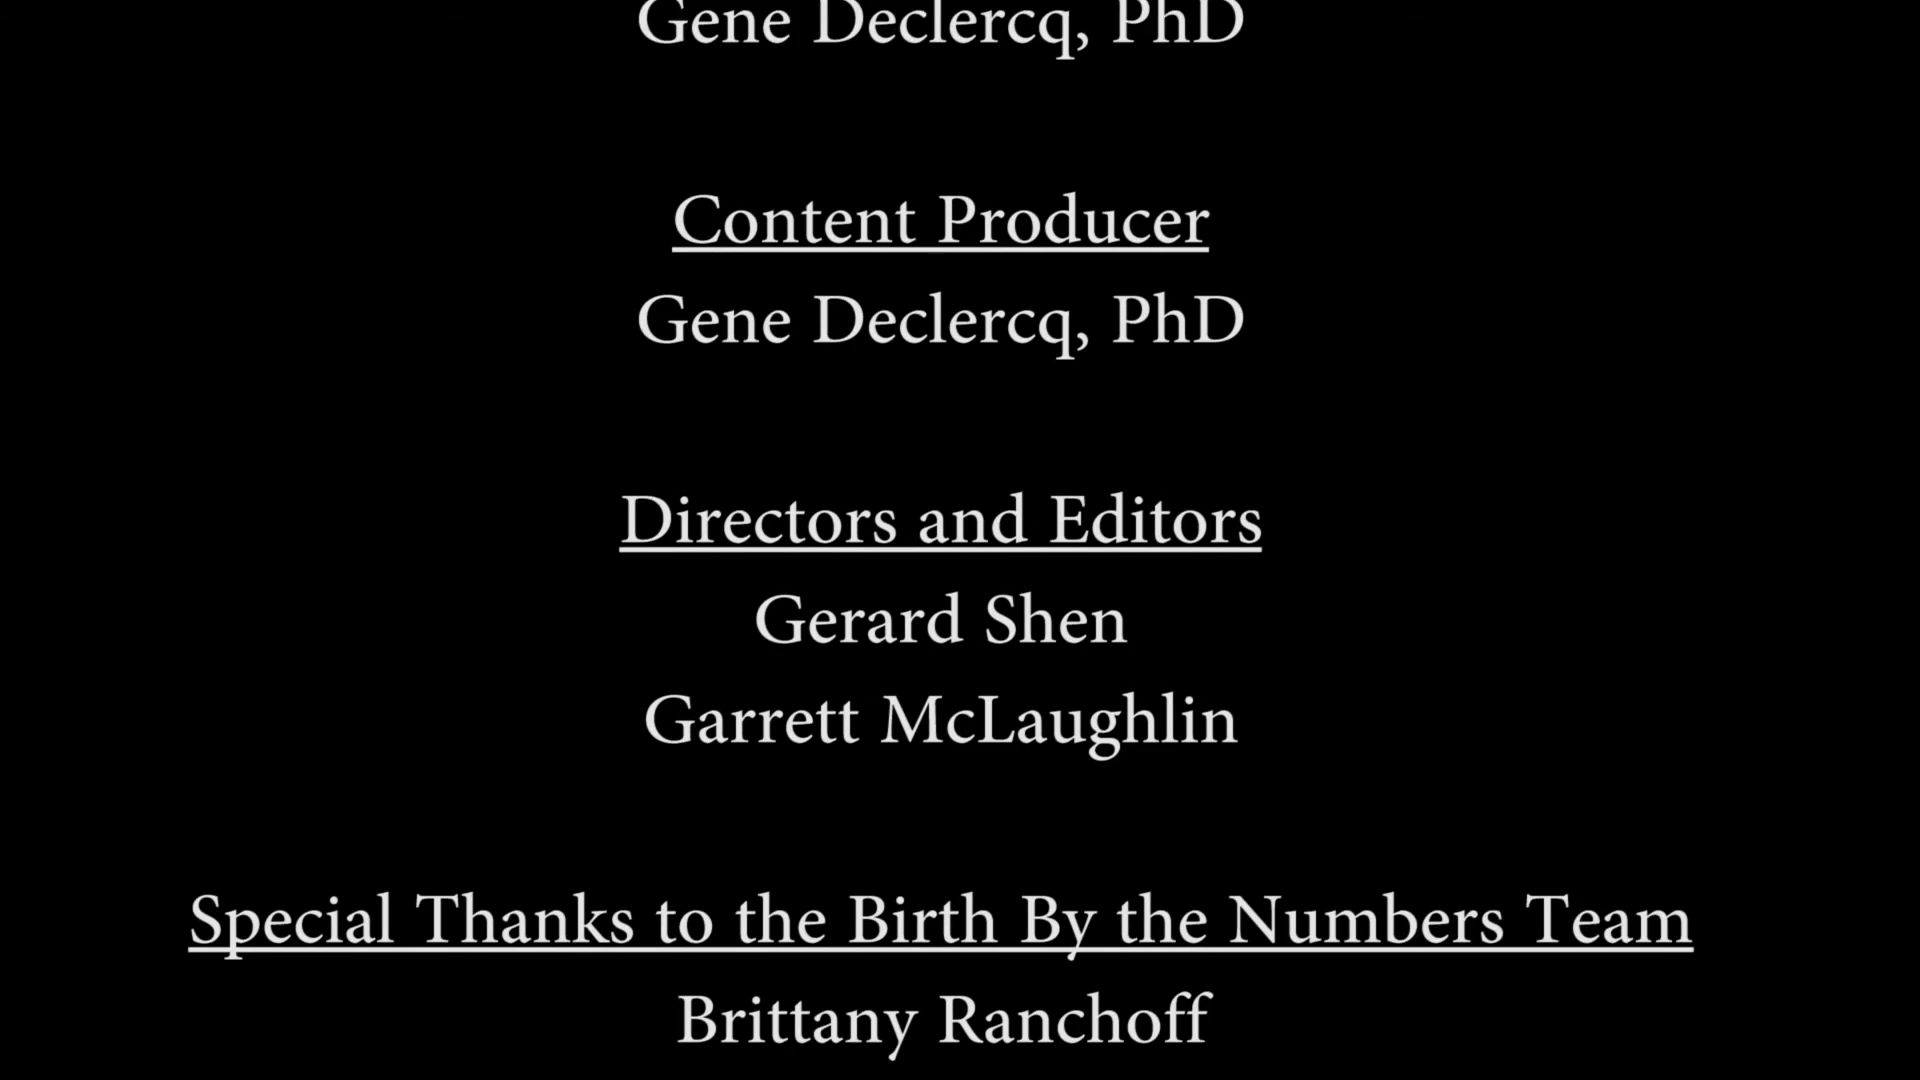 Gene Declercq, PhD
Content Producer
Gene Declercq, PhD
Directors and Editors
Gerard Shen
Garrett McLaughlin
Special Thanks to the Birth By the Numbers Team
Brittany Ranchoff